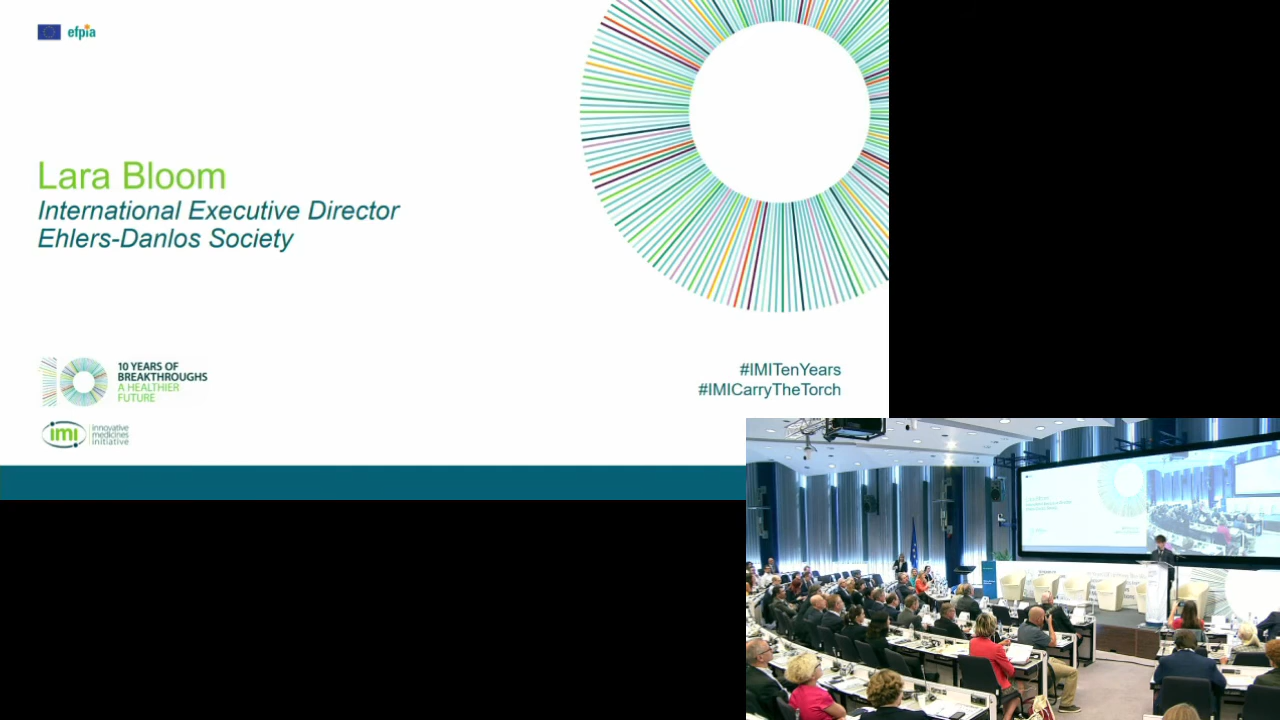 efpia
Lara Bloom
International Executive Director
Ehlers-Danlos Society
10 YEARS OF
BREAKTHROUGHS
A HEALTHIER
FUTURE
imi
innovative
medicines
initiative
#IMITenYears
#IMICarryTheTorch